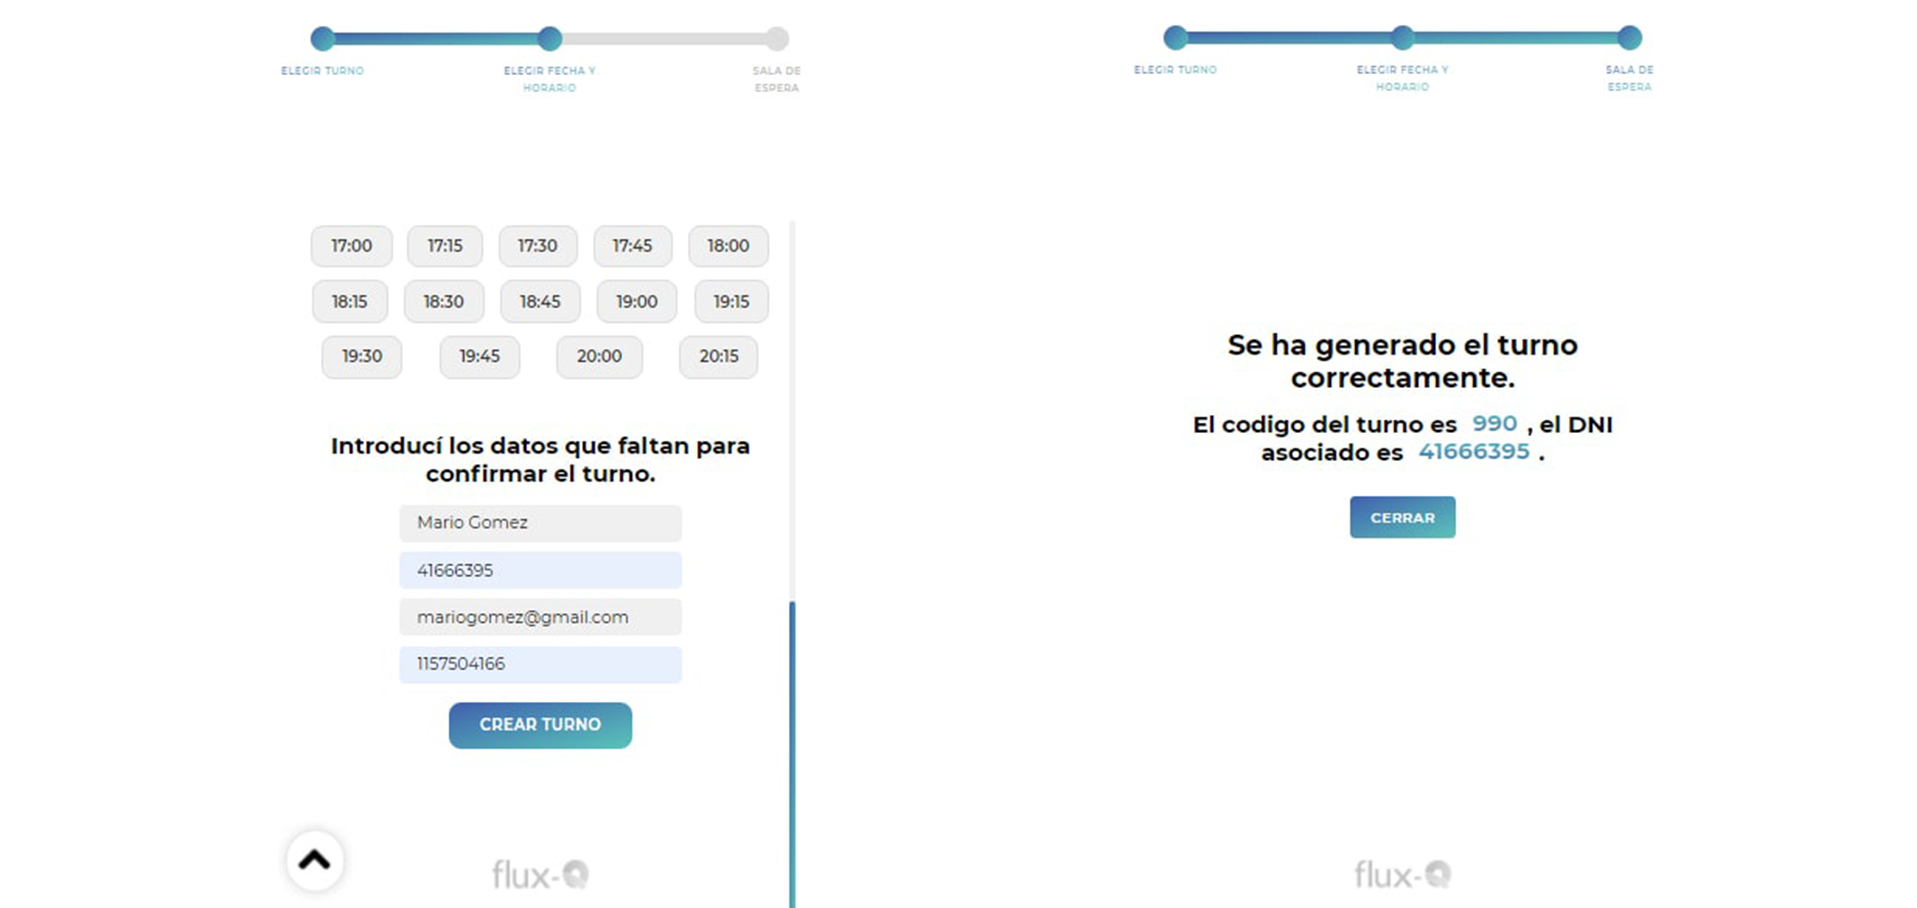 ELEGIR TURNO
ELEGIR FECHA Y
HORARIO
SALA DE
ESPERA
17:00 17:15 17:30 17:45 18:00
18:15 18:30 18:45 19:00 19:15
19:30 19:45 20:00 20:15
Introducí los datos que faltan para
confirmar el turno.
Mario Gomez
41666395
mariogomez@gmail.com
1157504166
CREAR TURNO
flux-Q
ELEGIR TURNO
ELEGIR FECHA Y
HORARIO
SALA DE
ESPERA
Se ha generado el turno
correctamente.
El codigo del turno es 990 , el DNI
asociado es 41666395 .
CERRAR
flux-Q